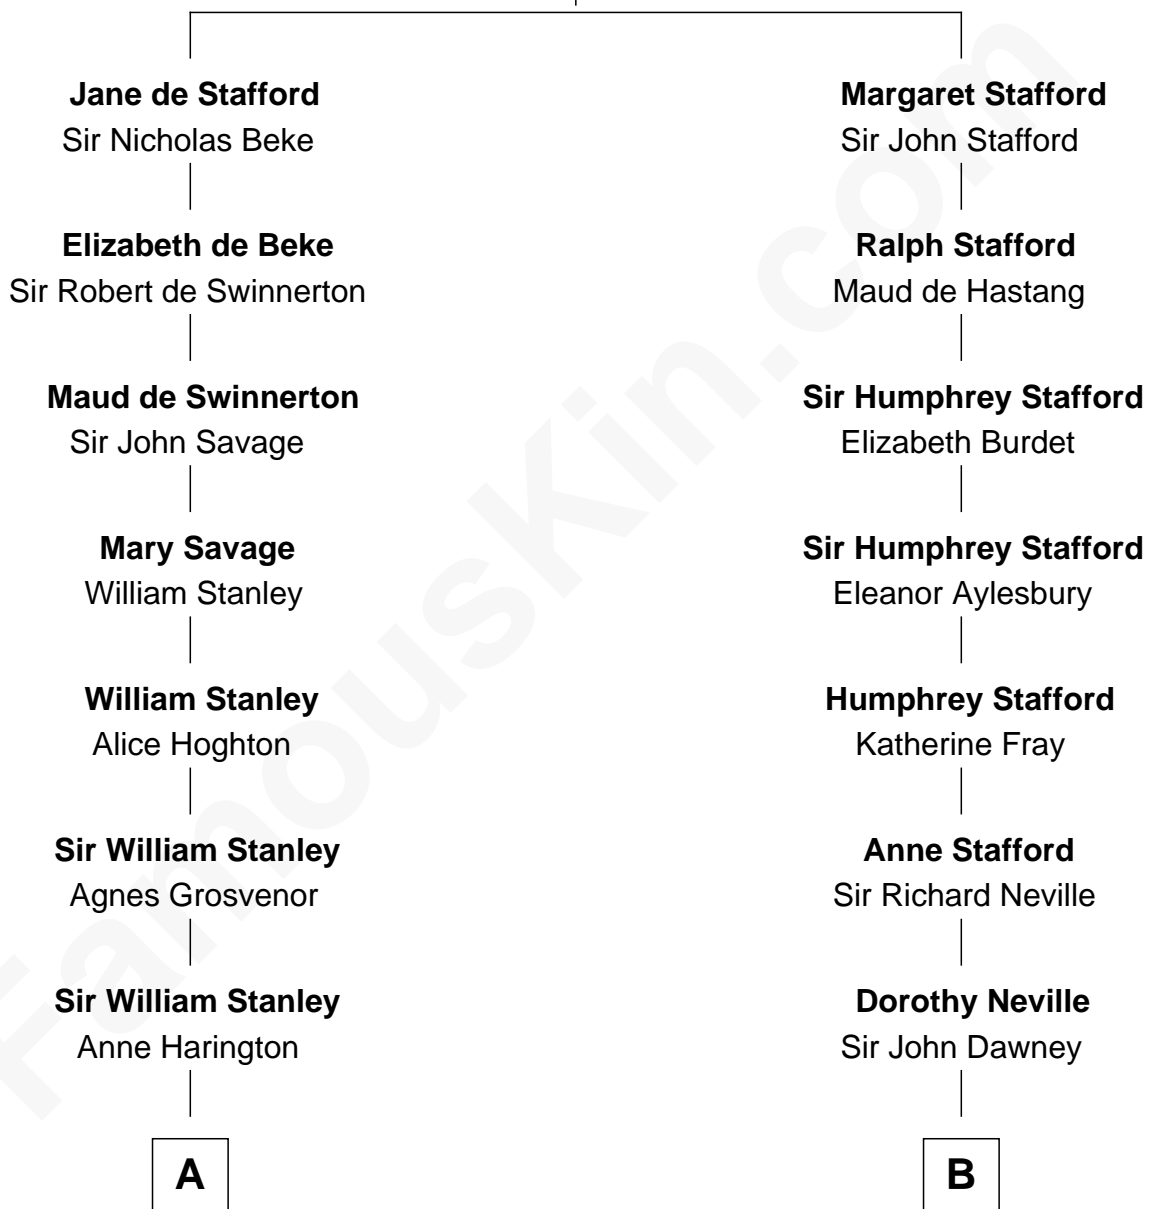 Jane de Stafford
Sir Nicholas Beke
Elizabeth de Beke
Sir Robert de Swinnerton
Maud de Swinnerton
Sir John Savage
Mary Savage
William Stanley
William Stanley
Alice Hoghton
Sir William Stanley
Agnes Grosvenor
Sir William Stanley
Anne Harington
A
Margaret Stafford
Sir John Stafford
Ralph Stafford
Maud de Hastang
Sir Humphrey Stafford
Elizabeth Burdet
Sir Humphrey Stafford
Eleanor Aylesbury
Humphrey Stafford
Katherine Fray
Anne Stafford
Sir Richard Neville
Dorothy Neville
Sir John Dawney
B
FamousKin.com